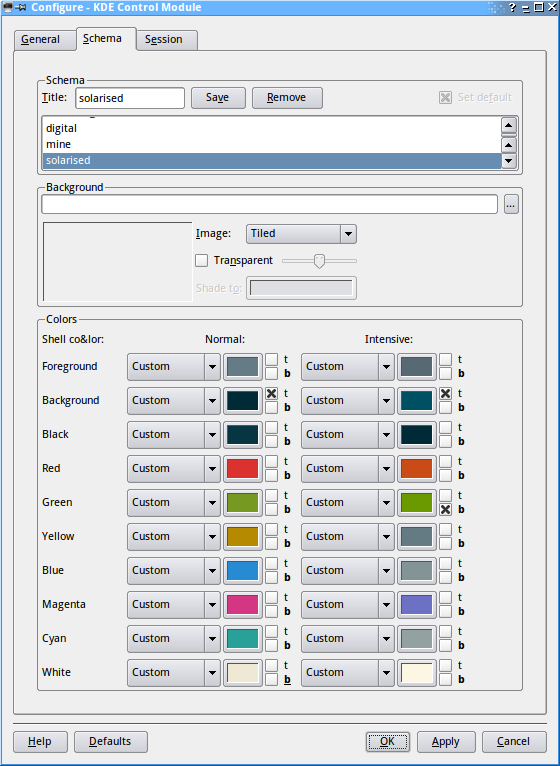 Configure - KDE Control Module
General Schema Session
Schema
Title: solarised Save Remove Set default
digital
mine
solarised
Background
...
Image: Tiled
Transparent
Shade to:
Colors
Shell co&lor: Normal: Intensive:
Foreground Custom t b Custom t b
Background Custom t b Custom t b
Black Custom t b Custom t b
Red Custom t b Custom t b
Green Custom t b Custom t b
Yellow Custom t b Custom t b
Blue Custom t b Custom t b
Magenta Custom t b Custom t b
Cyan Custom t b Custom t b
White Custom t b Custom t b
Help Defaults OK Apply Cancel